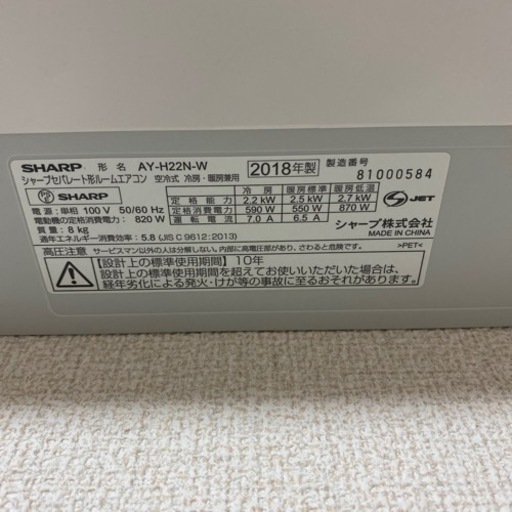 SHARP 形名 AY-H22N-W 2018年製 製造番号 81000584
シャープセパレート形ルームエアコン 空冷式 冷房・暖房兼用
SHARP
電源：単相 100 V 50/60 Hz
電動機の定格消費電力： 820 W
質量：8 kg
冷房 暖房標準 暖房低温
定格能力 2.2 kW 2.5 kW 2.7 kW
定格消費電力 590 W 550 W 870 W
運転電流 7.0 A 6.5 A
通年エネルギー消費効率： 5.8 (JIS C 9612:2013)
S JET
シャープ株式会社
MADE IN CHINA
高圧注意 サービスマン以外の人は分解しない。内部に高電圧部があり、さわると危険です。
>PET<
【設計上の標準使用期間】10年
設計上の標準使用期間を超えてお使いいただいた場合は、
経年劣化による発火・けが等の事故に至るおそれがあります。